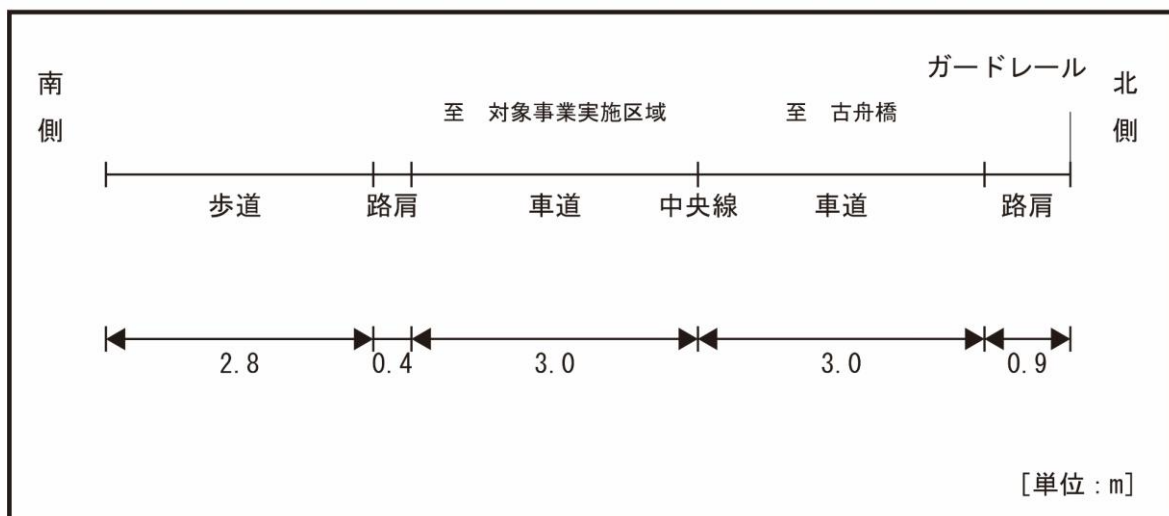 ガードレール
南側
北側
至　対象事業実施区域　至　古舟橋
歩道　路肩　車道　中央線　車道　路肩
2.8　0.4　3.0　3.0　0.9
[単位:m]